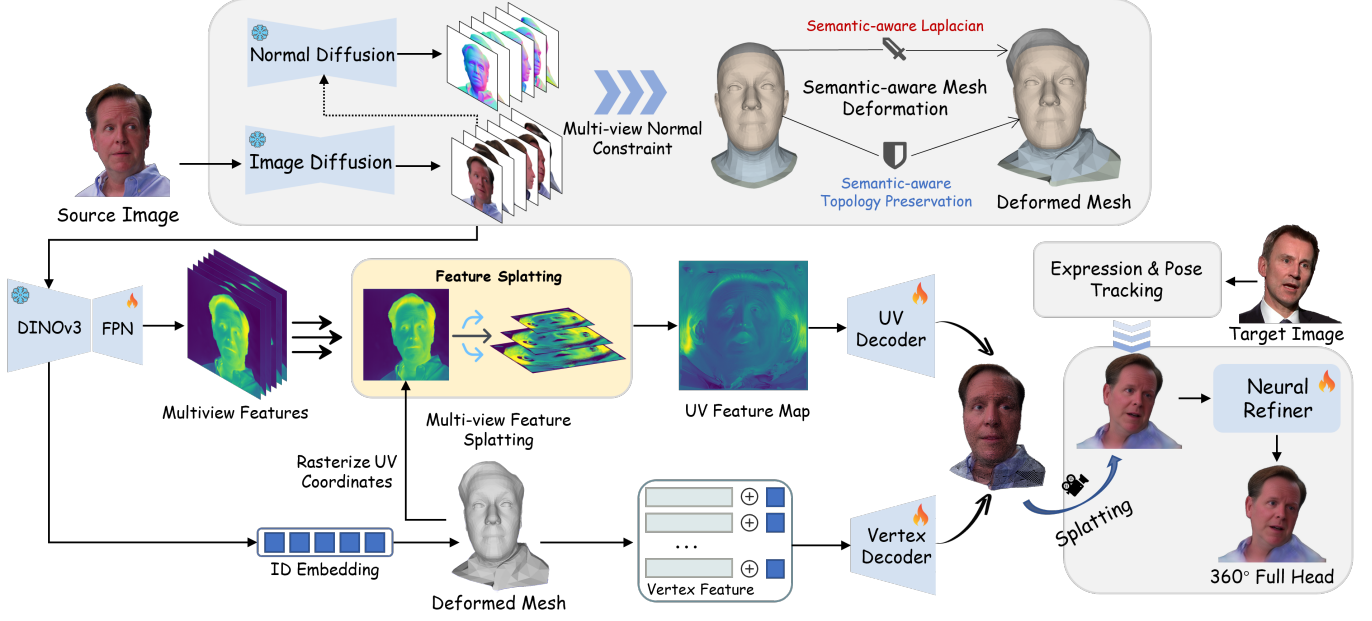 Normal Diffusion
Image Diffusion
Source Image
Multi-view Normal
Constraint
Semantic-aware Laplacian
Semantic-aware Mesh
Deformation
Semantic-aware
Topology Preservation
Deformed Mesh
DINOv3
FPN
Multiview Features
Feature Splatting
Multi-view Feature
Splatting
Rasterize UV
Coordinates
UV Feature Map
UV
Decoder
Expression & Pose
Tracking
Target Image
Neural
Refiner
Splatting
360° Full Head
ID Embedding
Deformed Mesh
...
Vertex Feature
Vertex
Decoder